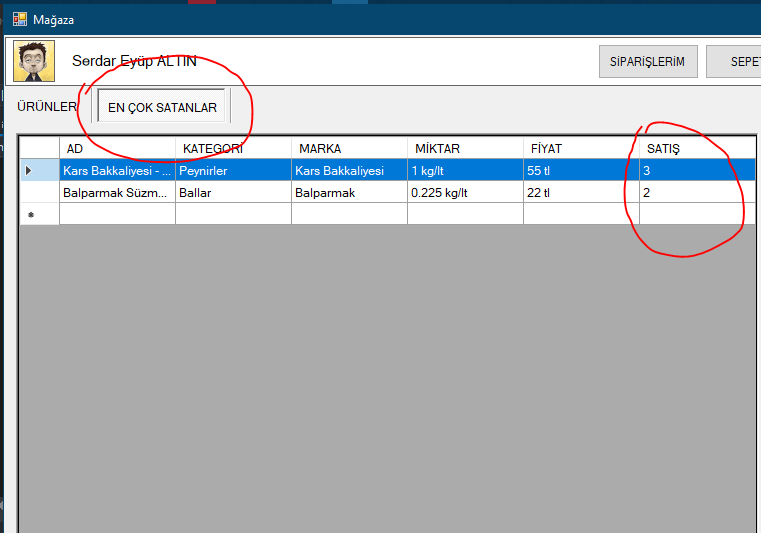 Mağaza
Serdar Eyüp ALTIN SİPARİŞLERİM SEPET
ÜRÜNLER EN ÇOK SATANLAR
AD KATEGORİ MARKA MİKTAR FİYAT SATIŞ
Kars Bakkaliyesi - ... Peynirler Kars Bakkaliyesi 1 kg/lt 55 tl 3
Balparmak Süzm... Ballar Balparmak 0.225 kg/lt 22 tl 2